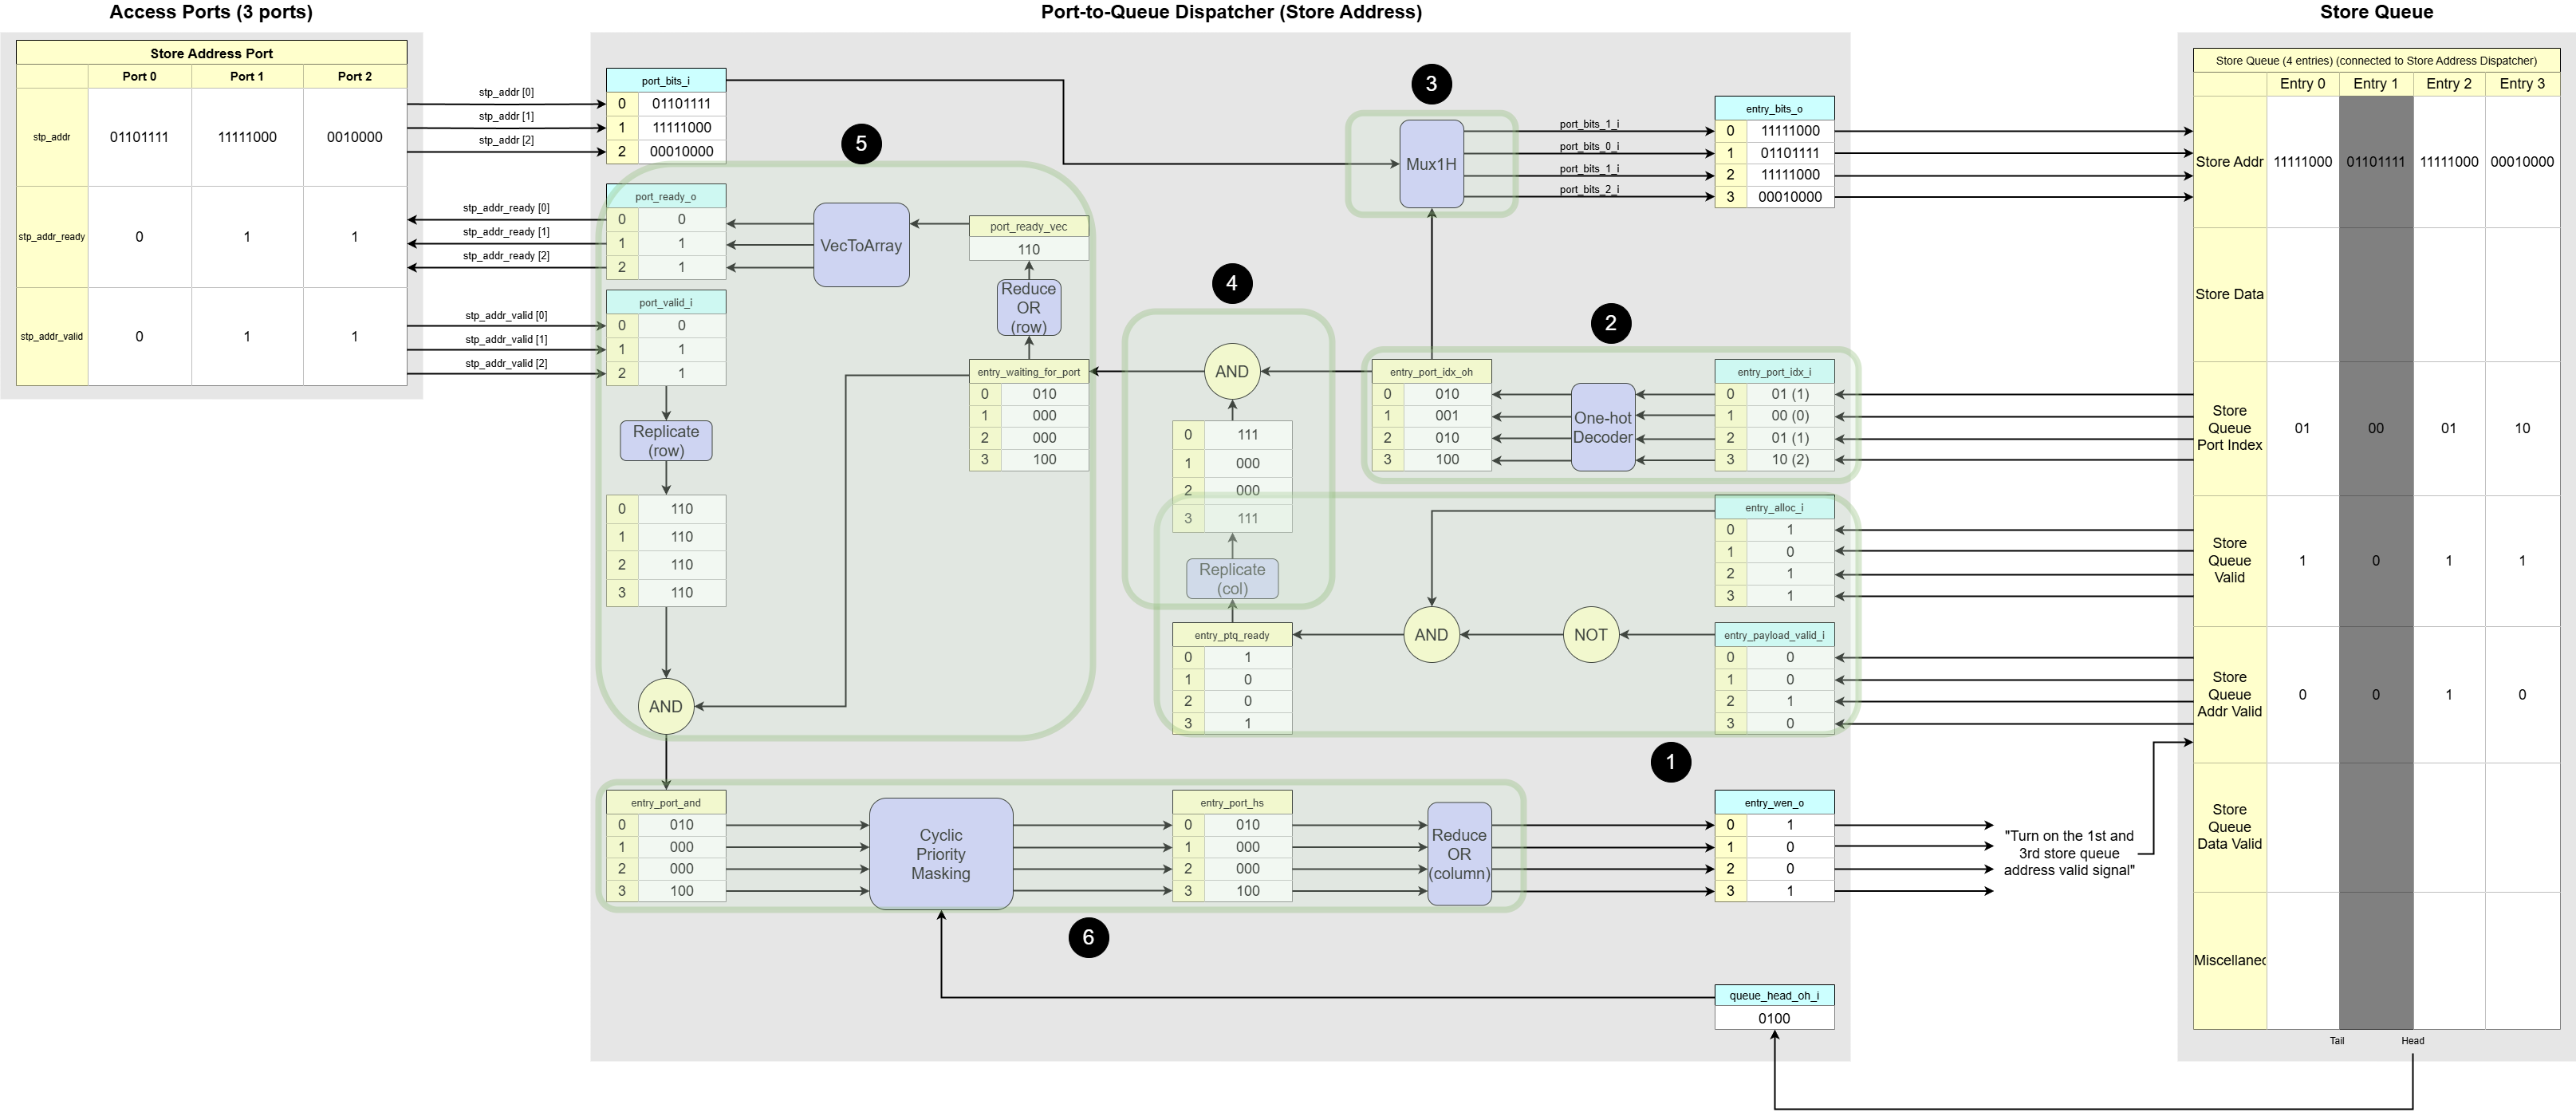 Access Ports (3 ports)
Port-to-Queue Dispatcher (Store Address)
Store Queue
Store Address Port
Port 0 Port 1 Port 2
stp_addr 01101111 11111000 0010000
stp_addr_ready 0 1 1
stp_addr_valid 0 1 1
stp_addr [0]
stp_addr [1]
stp_addr [2]
stp_addr_ready [0]
stp_addr_ready [1]
stp_addr_ready [2]
stp_addr_valid [0]
stp_addr_valid [1]
stp_addr_valid [2]
port_bits_i
0 01101111
1 11111000
2 00010000
5
port_ready_o
0 0
1 1
2 1
VecToArray
port_ready_vec
110
Reduce
OR
(row)
port_valid_i
0 0
1 1
2 1
Replicate
(row)
0 110
1 110
2 110
3 110
AND
entry_waiting_for_port
0 010
1 000
2 000
3 100
4
AND
0 111
1 000
2 000
3 111
Replicate
(col)
3
Mux1H
port_bits_1_i
port_bits_0_i
port_bits_1_i
port_bits_2_i
entry_bits_o
0 11111000
1 01101111
2 11111000
3 00010000
2
entry_port_idx_oh
0 010
1 001
2 010
3 100
One-hot
Decoder
entry_port_idx_i
0 01 (1)
1 00 (0)
2 01 (1)
3 10 (2)
entry_alloc_i
0 1
1 0
2 1
3 1
entry_ptq_ready
0 1
1 0
2 0
3 1
AND
NOT
entry_payload_valid_i
0 0
1 0
2 1
3 0
1
entry_port_and
0 010
1 000
2 000
3 100
Cyclic
Priority
Masking
entry_port_hs
0 010
1 000
2 000
3 100
Reduce
OR
(column)
entry_wen_o
0 1
1 0
2 0
3 1
"Turn on the 1st and
3rd store queue
address valid signal"
6
queue_head_oh_i
0100
Store Queue (4 entries) (connected to Store Address Dispatcher)
Entry 0 Entry 1 Entry 2 Entry 3
Store Addr 11111000 01101111 11111000 00010000
Store Data
Store
Queue
Port Index
01 00 01 10
Store
Queue
Valid
1 0 1 1
Store
Queue
Addr Valid
0 0 1 0
Store
Queue
Data Valid
Miscellanec
Tail Head